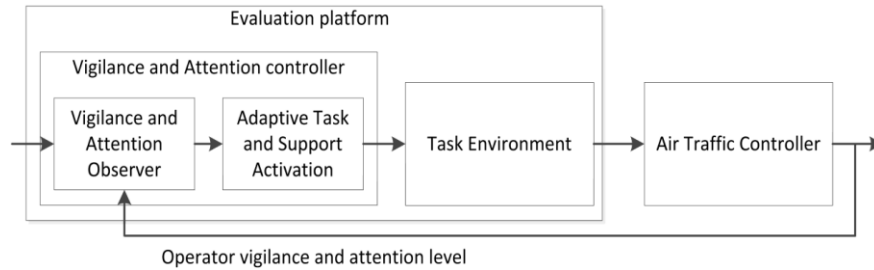 Evaluation platform
Vigilance and Attention controller
Vigilance and
Attention
Observer
Adaptive Task
and Support
Activation
Task Environment
Air Traffic Controller
Operator vigilance and attention level